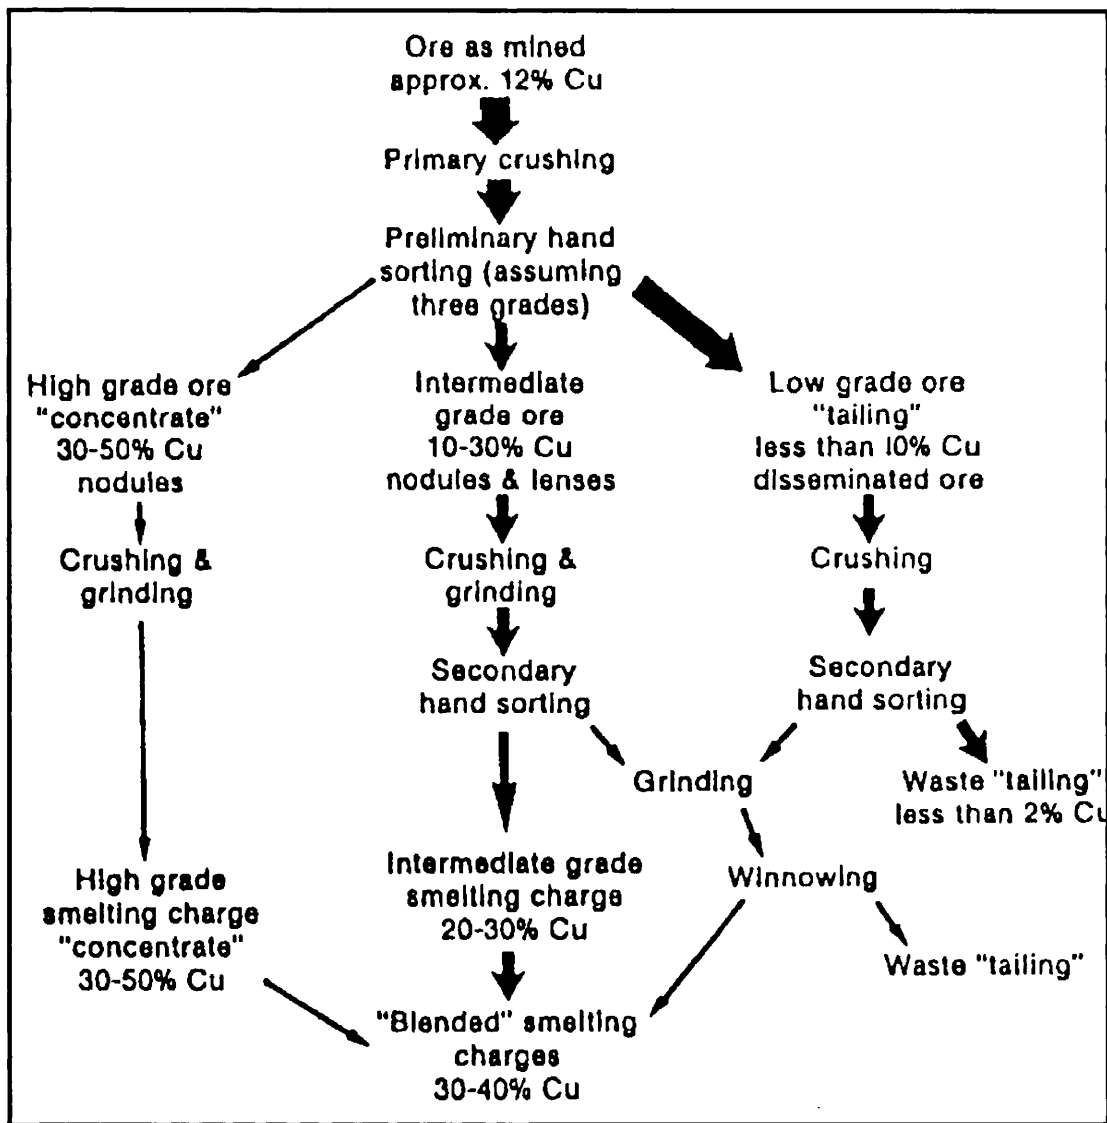 Ore as mined
approx. 12% Cu
Primary crushing
Preliminary hand
sorting (assuming
three grades)
High grade ore
"concentrate"
30-50% Cu
nodules
Intermediate
grade ore
10-30% Cu
nodules & lenses
Low grade ore
"tailing"
less than 10% Cu
disseminated ore
Crushing &
grinding
Crushing &
grinding
Crushing
Secondary
hand sorting
Secondary
hand sorting
Grinding
Waste "tailing"
less than 2% Cu
High grade
smelting charge
"concentrate"
30-50% Cu
Intermediate grade
smelting charge
20-30% Cu
Winnowing
Waste "tailing"
"Blended" smelting
charges
30-40% Cu